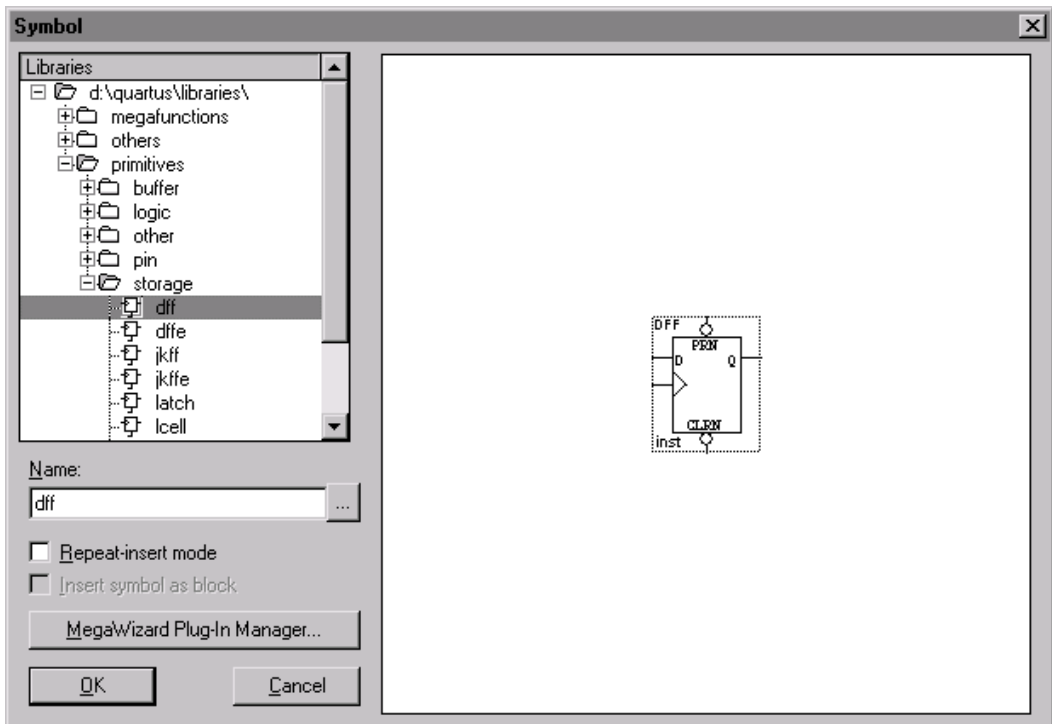 Symbol
Libraries
d:\quartus\libraries\
megafunctions
others
primitives
buffer
logic
other
pin
storage
dff
dffe
jkff
jkffe
latch
lcell
Name:
dff
...
Repeat-insert mode
Insert symbol as block
MegaWizard Plug-In Manager...
OK
Cancel
DFF
PRN
D Q
CLRN
inst